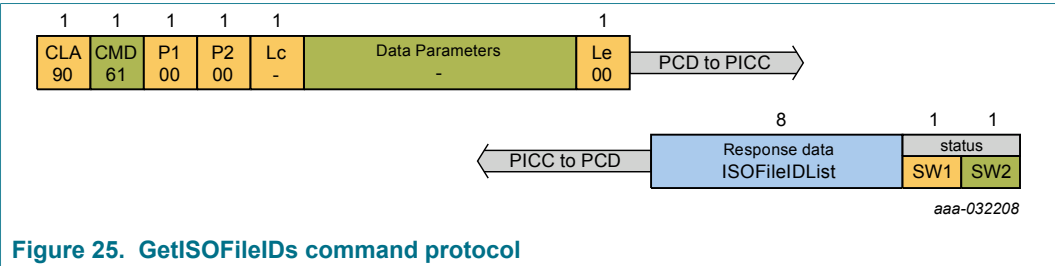 1 1 1 1 1 1
CLA CMD P1 P2 Lc Data Parameters Le
90 61 00 00 - - 00
PCD to PICC
8 1 1
PICC to PCD
Response data status
ISOFileIDList SW1 SW2
aaa-032208
Figure 25. GetISOFileIDs command protocol